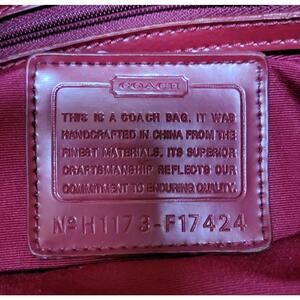 COACH
THIS IS A COACH BAG. IT WAS
HANDCRAFTED IN CHINA FROM THE
FINEST MATERIALS. ITS SUPERIOR
CRAFTSMANSHIP REFLECTS OUR
COMMITMENT TO ENDURING QUALITY.
Nº H1173-F17424